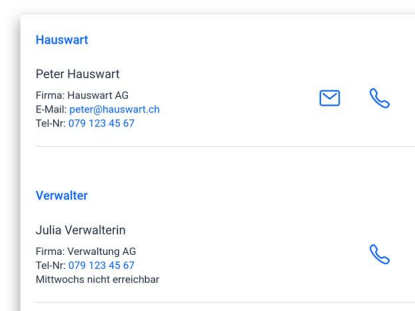 Hauswart
Peter Hauswart
Firma: Hauswart AG
E-Mail: peter@hauswart.ch
Tel-Nr: 079 123 45 67
Verwalter
Julia Verwalterin
Firma: Verwaltung AG
Tel-Nr: 079 123 45 67
Mittwochs nicht erreichbar